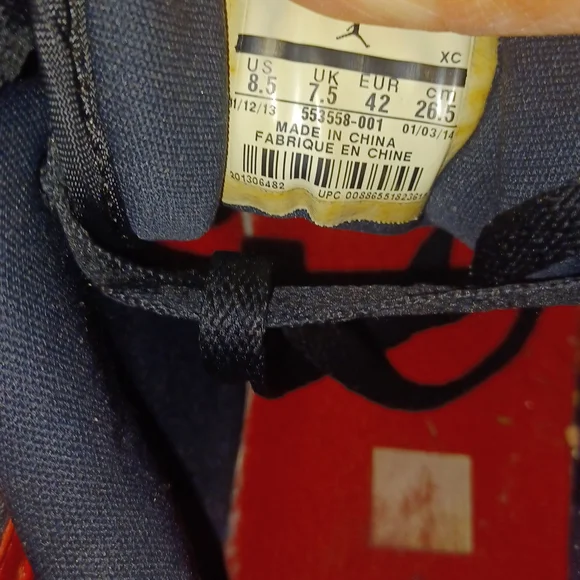 XC
US UK EUR cm
8.5 7.5 42 26.5
/12/13 553558-001 01/03/14
MADE IN CHINA
FABRIQUE EN CHINE
301306482
UPC